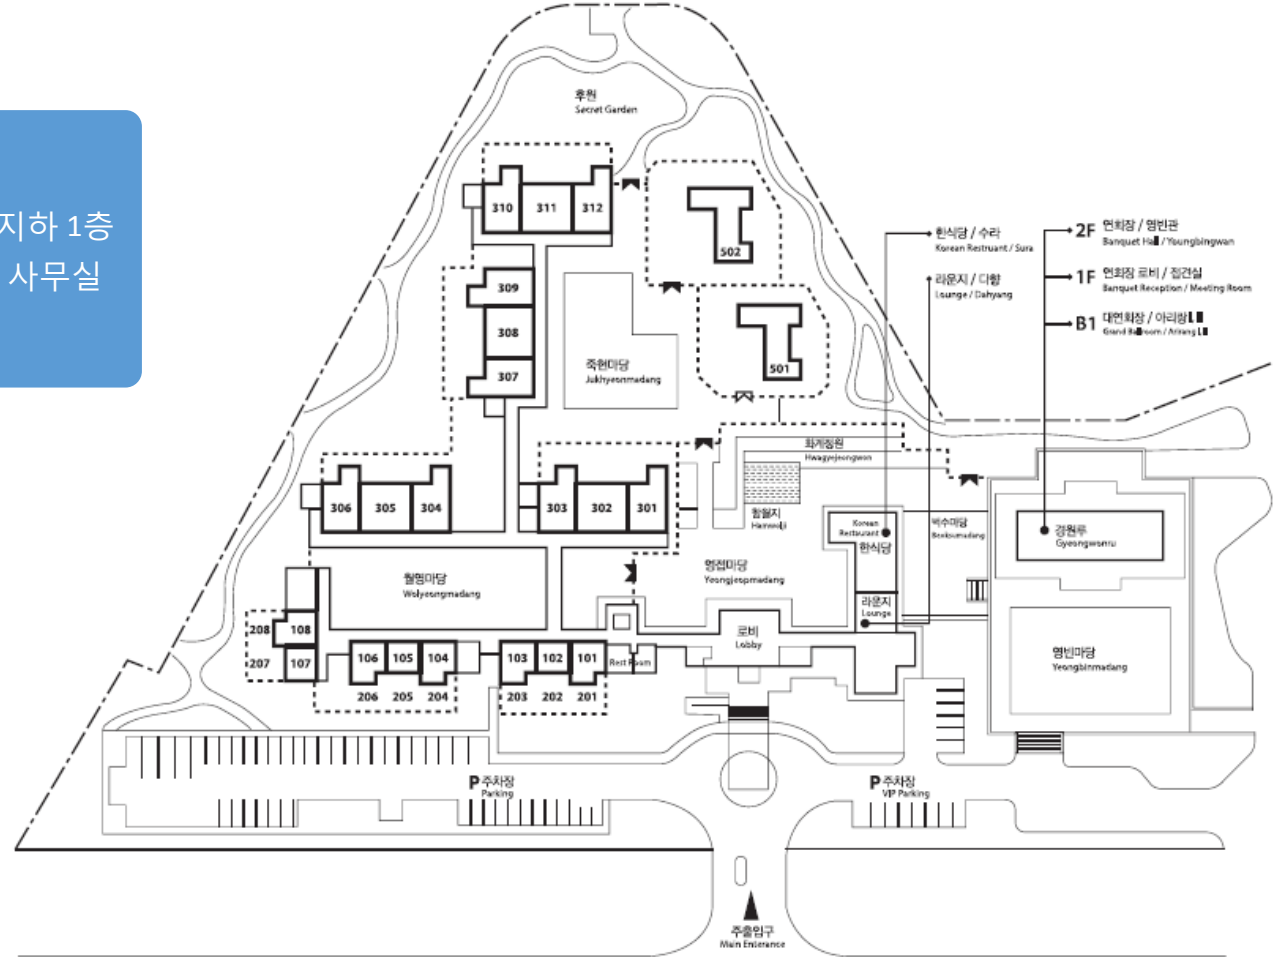 지하 1층
사무실
후원
Secret Garden
310 311 312
502
309
308
307
죽현마당
Jukhyeonmadang
501
한식당 / 수라
Korean Restruant / Sura
라운지 / 다향
Lounge / Dahyang
2F 연회장 / 영빈관
Banquet Hall / Youngbingwan
1F 연회장 로비 / 접견실
Banquet Reception / Meeting Room
B1 대연회장 / 아리랑
Grand Ballroom / Arirang
화계정원
Hwagyejeongwon
306 305 304
303 302 301
함월지
Hamwolji
Korean
Restaurant
한식당
벽수마당
Beoksumadang
경원루
Gyeongwonru
월형마당
Wolyeongmadang
영접마당
Yeongjeopmadang
라운지
Lounge
로비
Lobby
영빈마당
Yeongbinmadang
208 108
207 107
106 105 104
206 205 204
103 102 101
203 202 201
Rest Room
P 주차장
Parking
P 주차장
VIP Parking
주출입구
Main Enterance